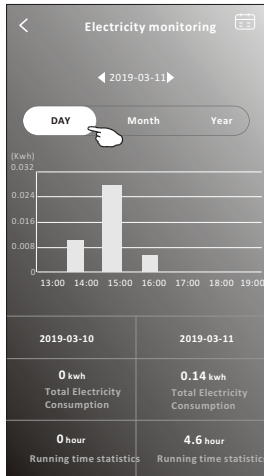 Electricity monitoring
2019-03-11
DAY Month Year
(Kwh)
0.032
0.024
0.016
0.008
0
13:00 14:00 15:00 16:00 17:00 18:00 19:00
2019-03-10 2019-03-11
0 kwh 0.14 kwh
Total Electricity Total Electricity
Consumption Consumption
0 hour 4.6 hour
Running time statistics Running time statistics